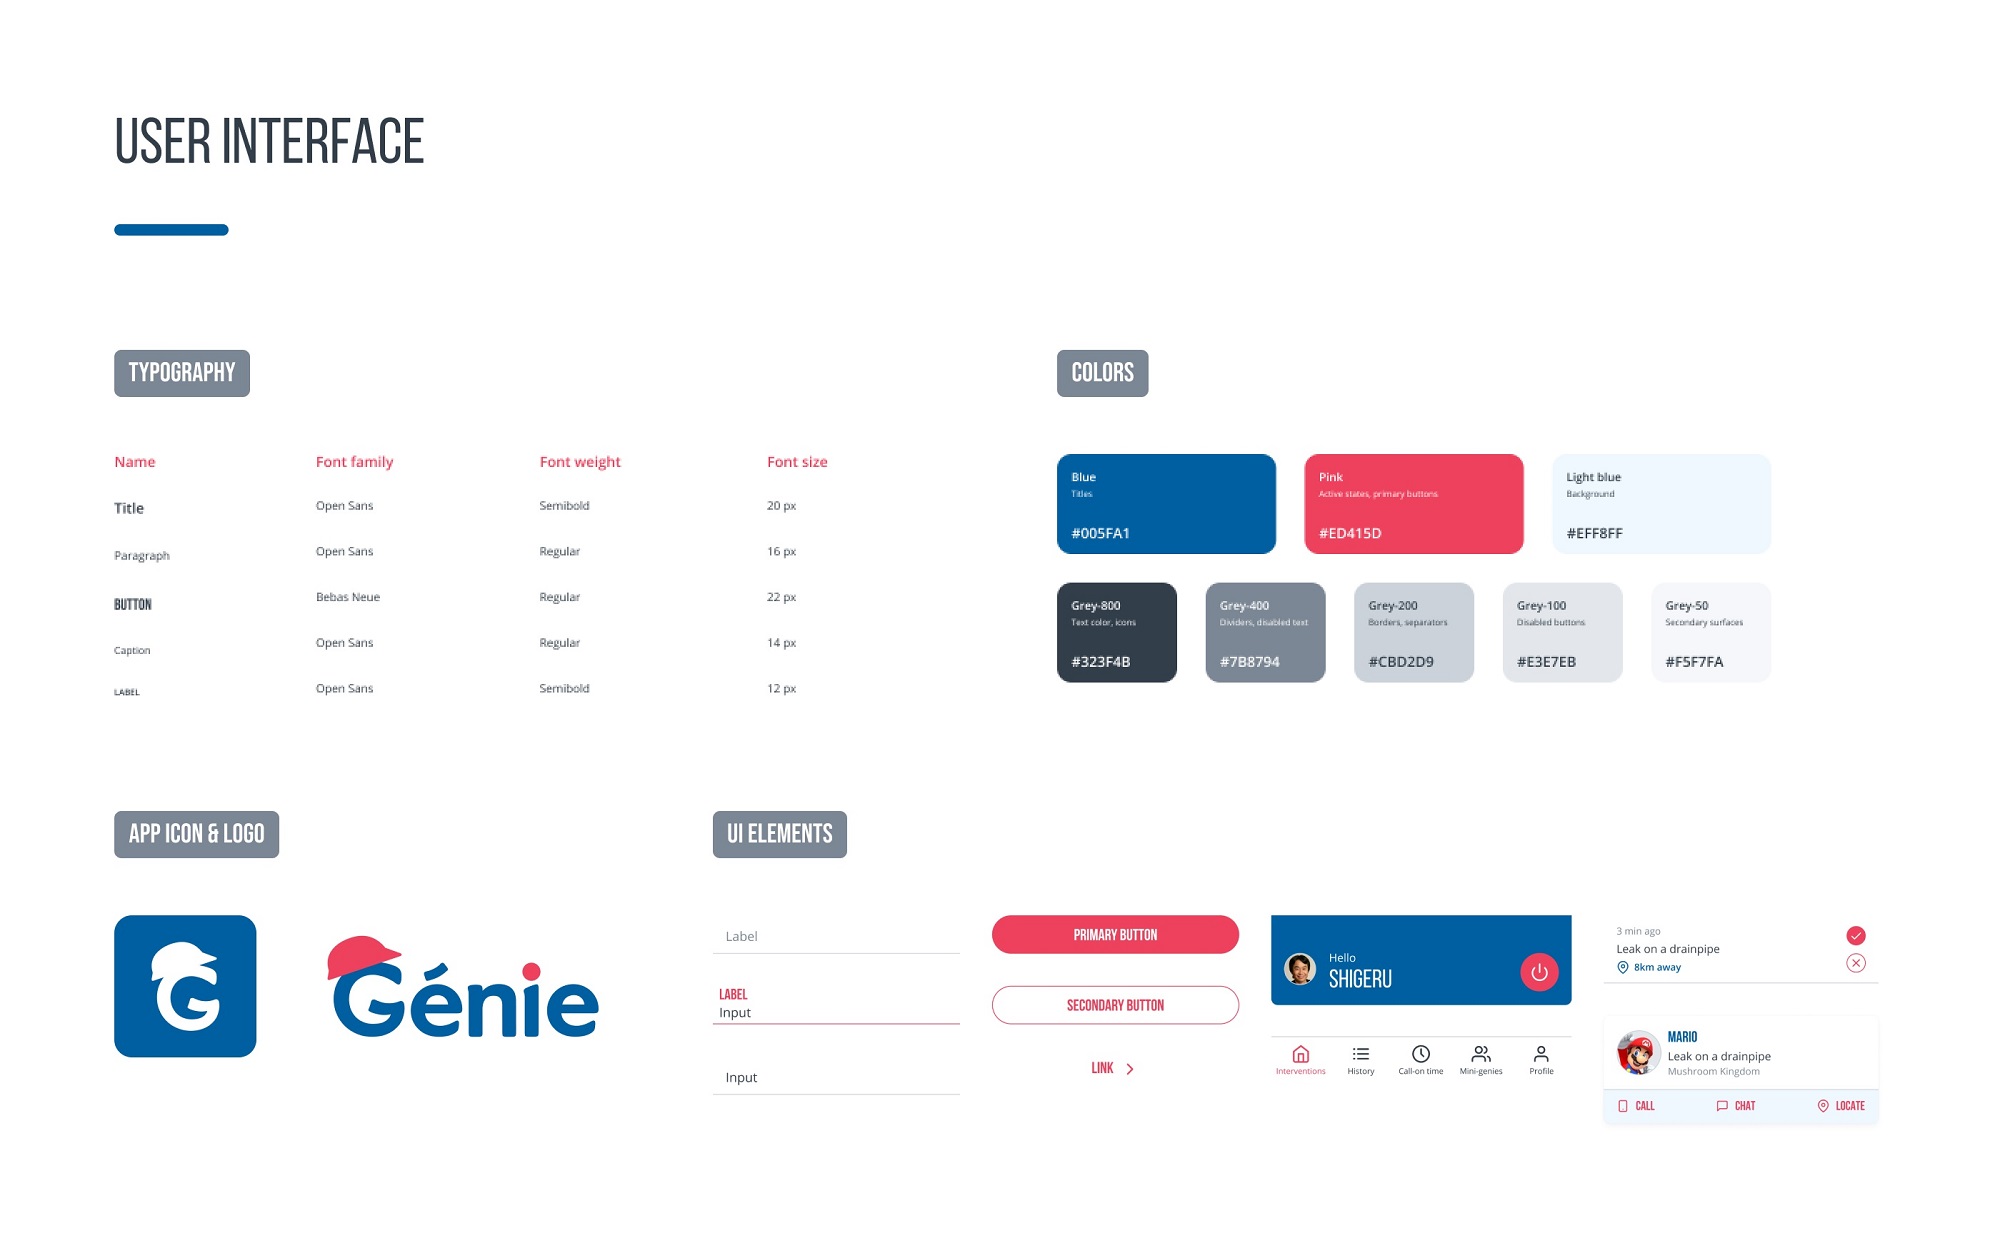 USER INTERFACE
TYPOGRAPHY
Name Font family Font weight Font size
Title Open Sans Semibold 20 px
Paragraph Open Sans Regular 16 px
BUTTON Bebas Neue Regular 22 px
Caption Open Sans Regular 14 px
LABEL Open Sans Semibold 12 px
COLORS
Blue
Titles
#005FA1
Pink
Active states, primary buttons
#ED415D
Light blue
Background
#EFF8FF
Grey-800
Text color, icons
#323F4B
Grey-400
Dividers, disabled text
#7B8794
Grey-200
Borders, separators
#CBD2D9
Grey-100
Disabled buttons
#E3E7EB
Grey-50
Secondary surfaces
#F5F7FA
APP ICON & LOGO
G
Génie
UI ELEMENTS
Label
LABEL
Input
Input
PRIMARY BUTTON
SECONDARY BUTTON
LINK
Hello
SHIGERU
Interventions History Call-on time Mini-genies Profile
3 min ago
Leak on a drainpipe
8km away
MARIO
Leak on a drainpipe
Mushroom Kingdom
CALL CHAT LOCATE